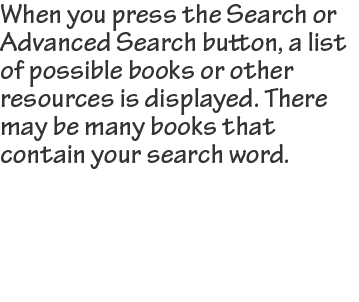 When you press the Search or
Advanced Search button, a list
of possible books or other
resources is displayed. There
may be many books that
contain your search word.